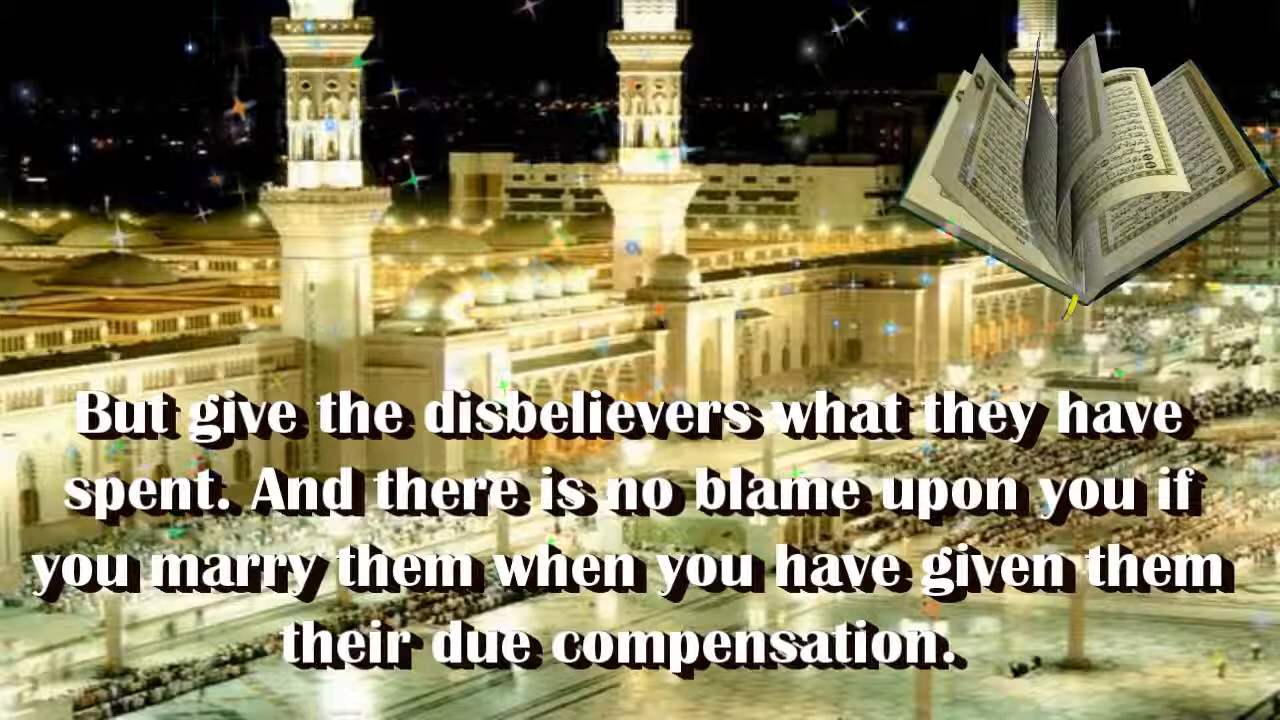 But give the disbelievers what they have
spent. And there is no blame upon you if
you marry them when you have given them
their due compensation.